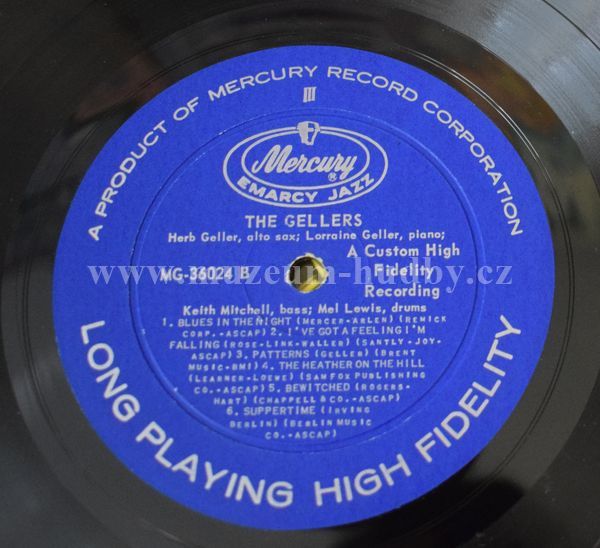 A PRODUCT OF MERCURY RECORD CORPORATION
III
Mercury ®
EMARCY JAZZ
THE GELLERS
Herb Geller, alto sax; Lorraine Geller, piano;
A Custom High
MG-36024 B
Fidelity
Recording
www.muzeum-hudby.cz
Keith Mitchell, bass; Mel Lewis, drums
1. BLUES IN THE NIGHT (MERCER-ARLEN) (REMICK
CORP.-ASCAP) 2. I'VE GOT A FEELING I'M
FALLING (ROSE-LINK-WALLER) (SANTLY-JOY-
ASCAP) 3. PATTERNS (GELLER) (BRENT
MUSIC-BMI) 4. THE HEATHER ON THE HILL
(LEARNER-LOEWE) (SAM FOX PUBLISHING
CO.-ASCAP) 5. BEWITCHED (ROGERS-
HART) (CHAPPELL & CO.-ASCAP)
6. SUPPERTIME (IRVING
BERLIN) (BERLIN MUSIC
CO.-ASCAP)
LONG PLAYING HIGH FIDELITY